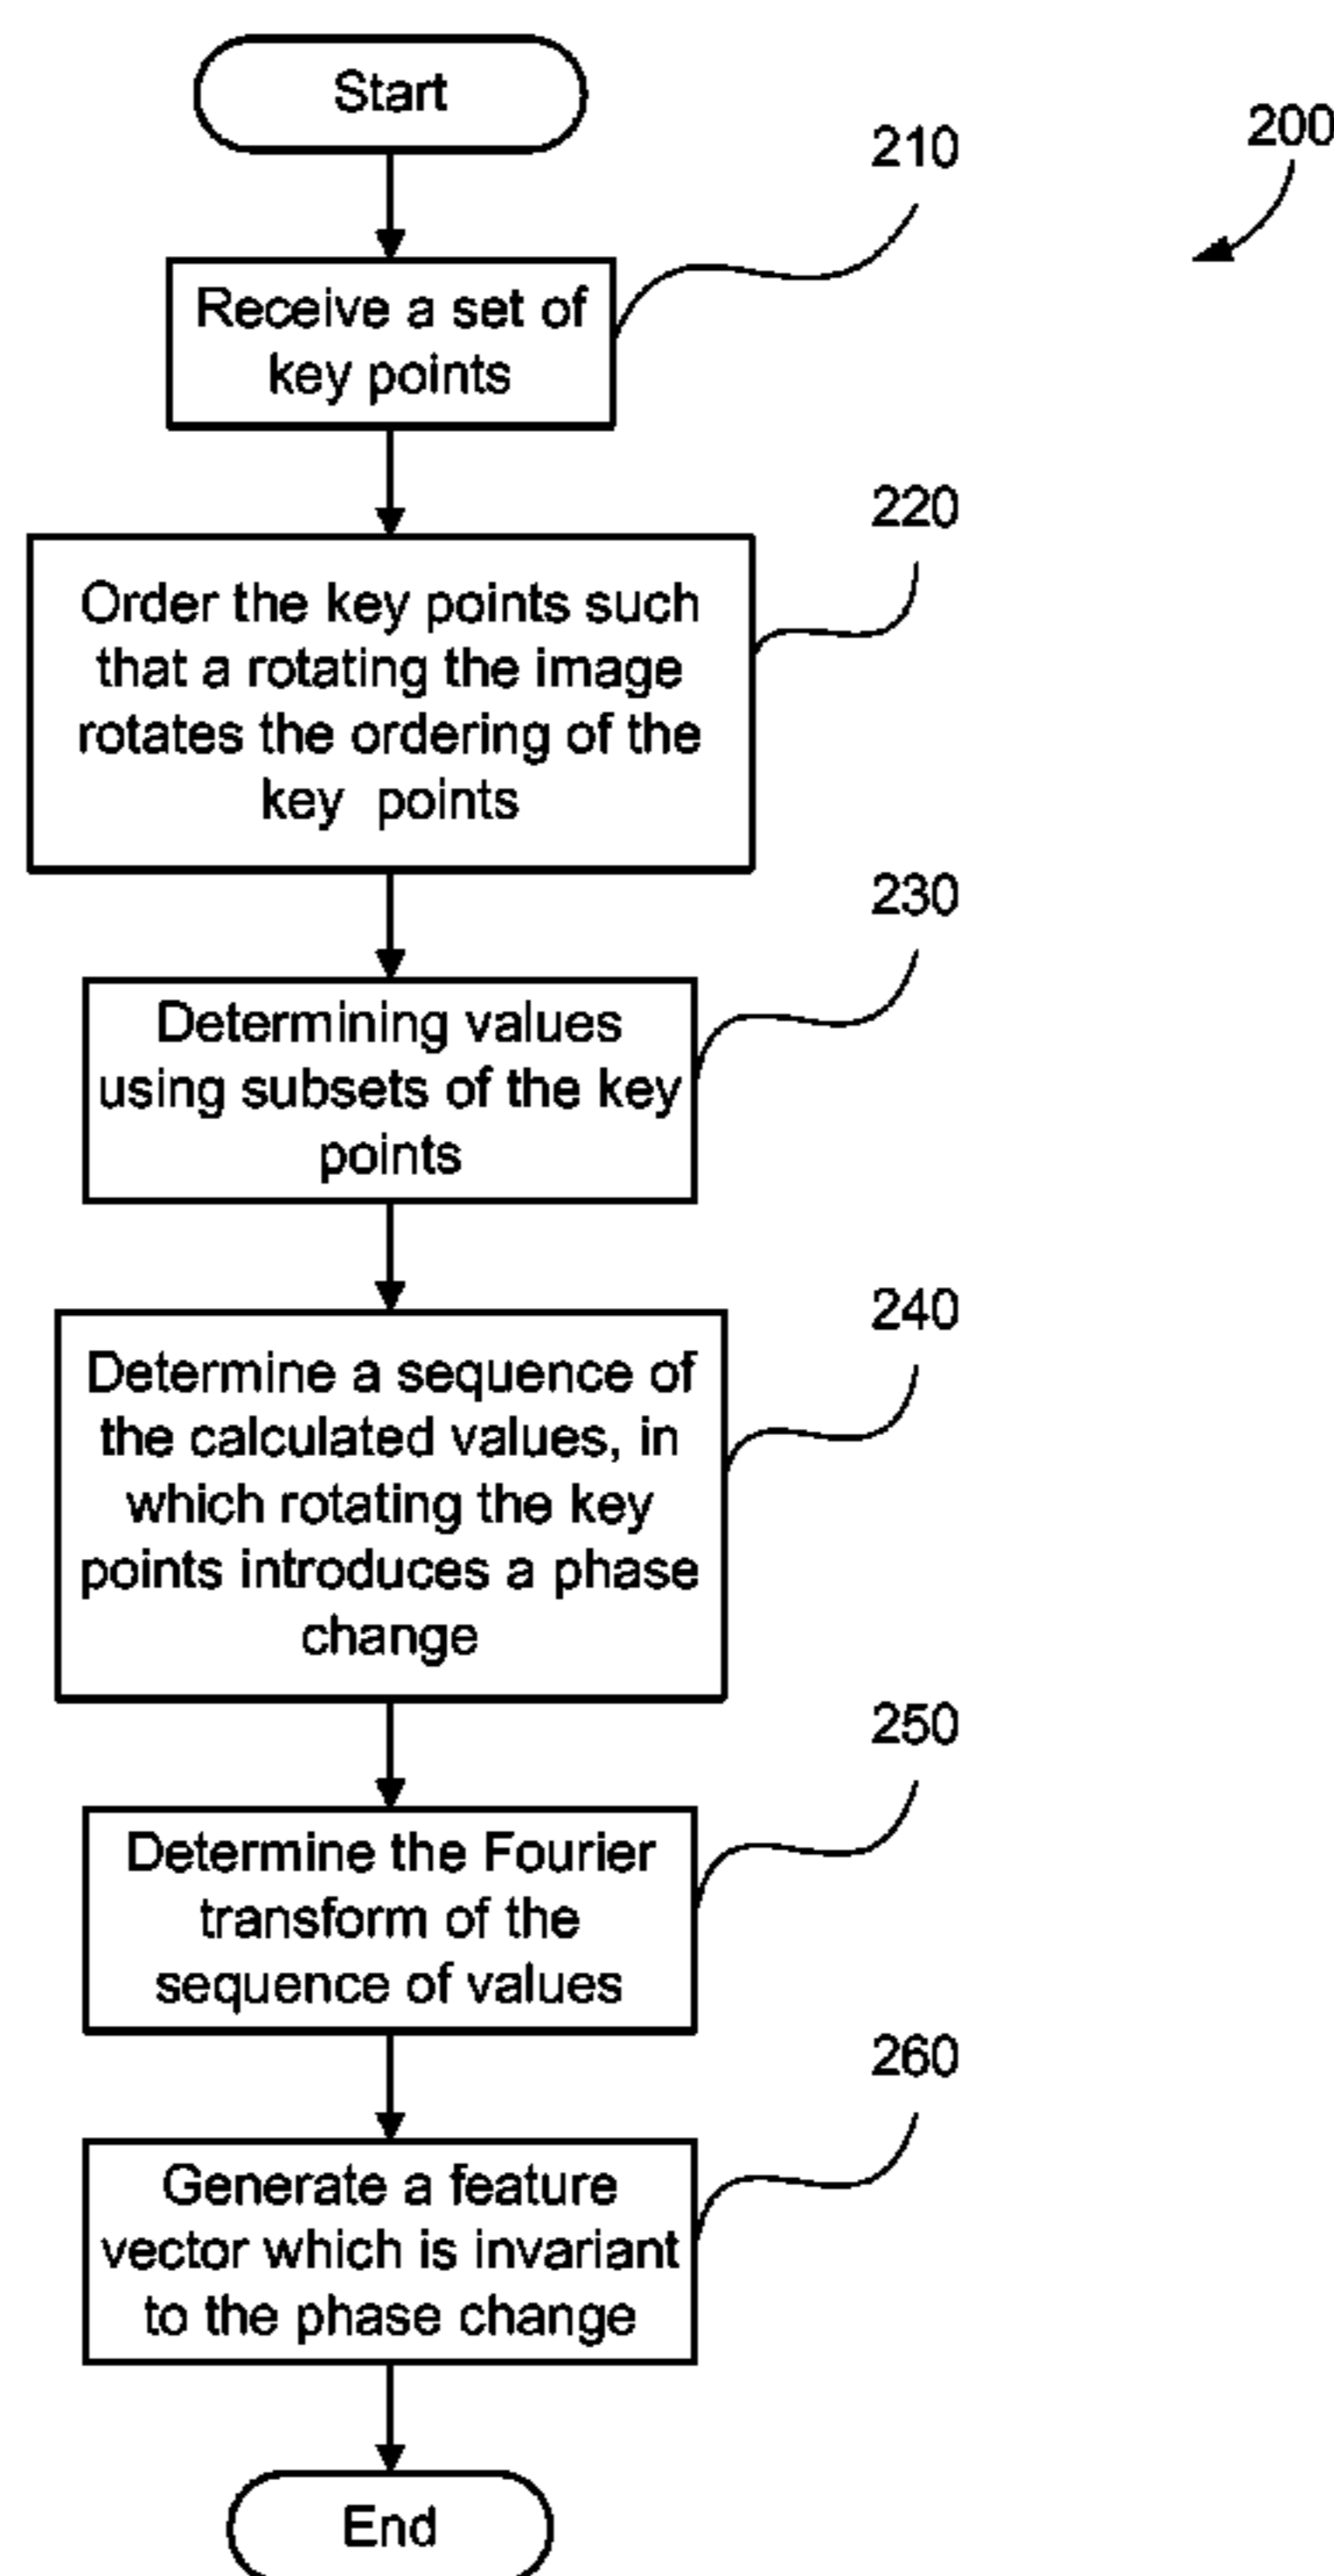 Start
200
210
Receive a set of
key points
220
Order the key points such
that a rotating the image
rotates the ordering of the
key points
230
Determining values
using subsets of the key
points
240
Determine a sequence of
the calculated values, in
which rotating the key
points introduces a phase
change
250
Determine the Fourier
transform of the
sequence of values
260
Generate a feature
vector which is invariant
to the phase change
End